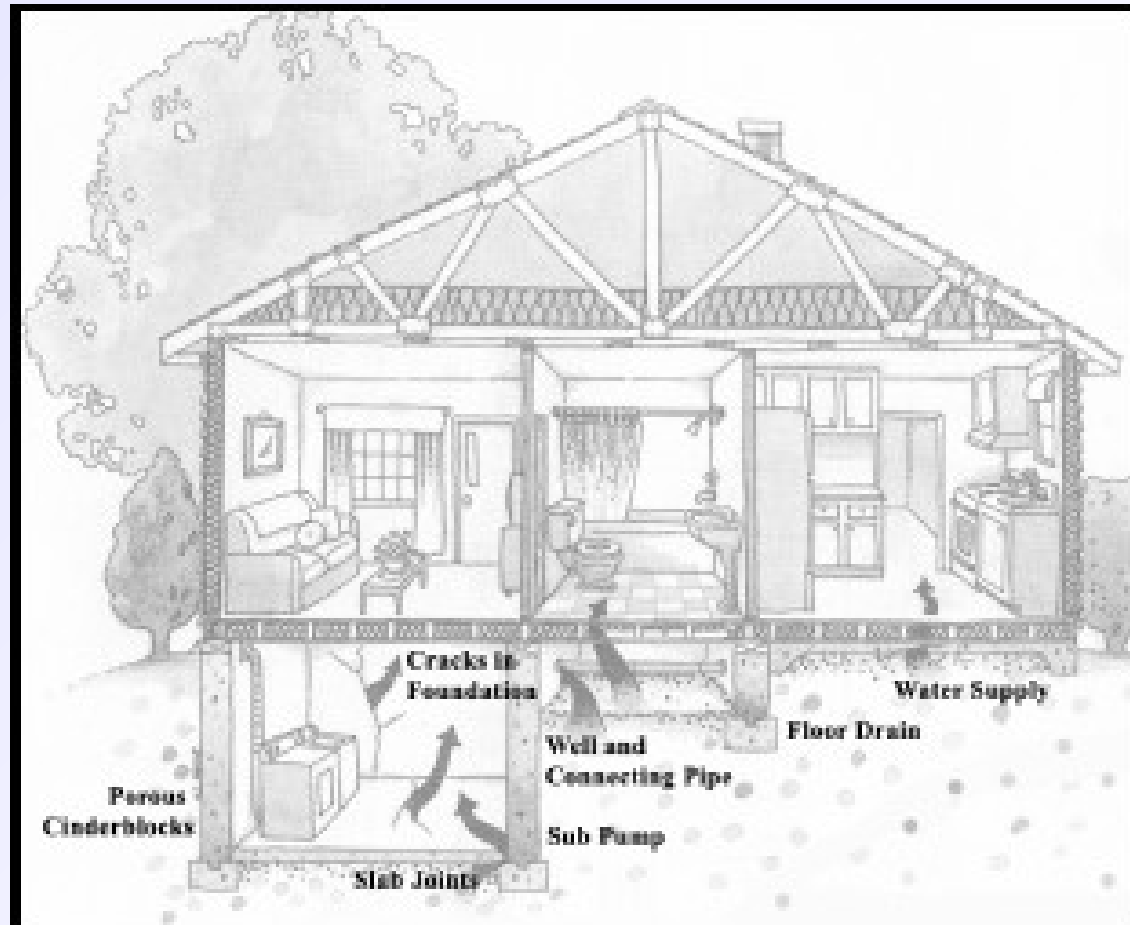 Cracks in
Foundation
Water Supply
Floor Drain
Well and
Connecting Pipe
Porous
Cinderblocks
Sub Pump
Slab Joints